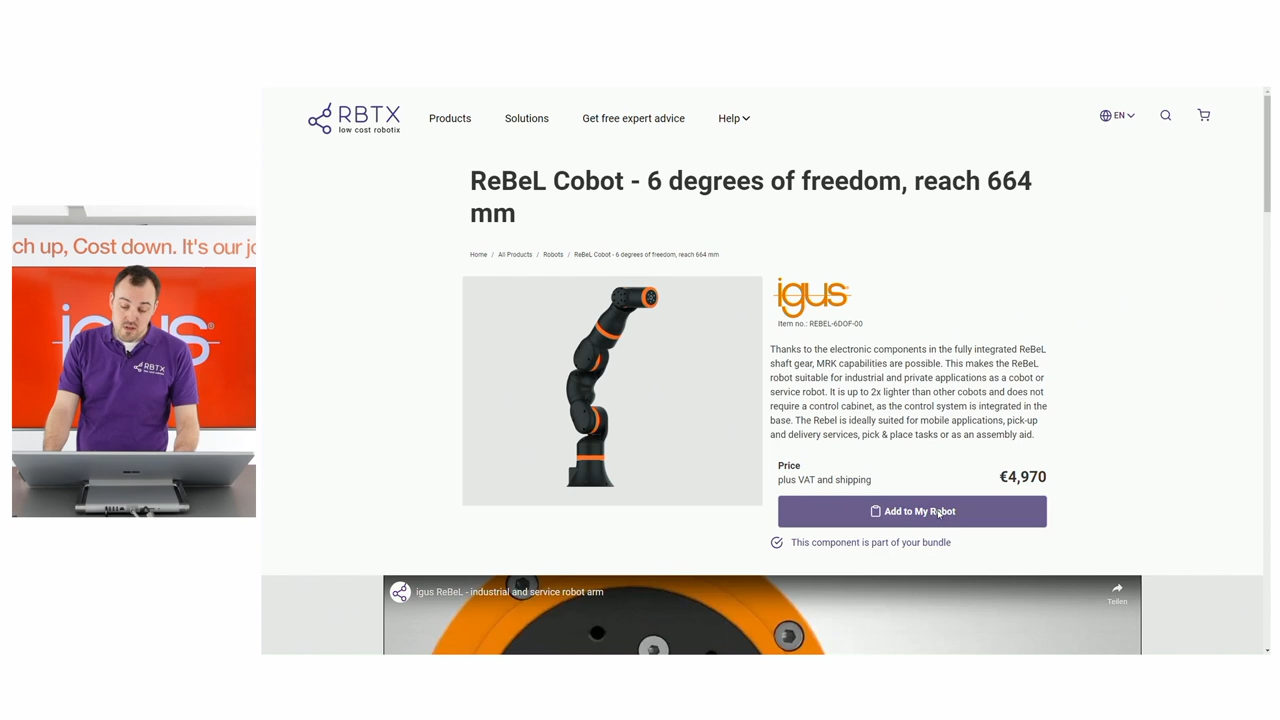 ch up, Cost down. It's our jo
igus®
RBTX
RBTX
low cost robotix
Products
Solutions
Get free expert advice
Help
EN
ReBeL Cobot - 6 degrees of freedom, reach 664
mm
Home / All Products / Robots / ReBeL Cobot - 6 degrees of freedom, reach 664 mm
igus
Item no.: REBEL-6DOF-00
Thanks to the electronic components in the fully integrated ReBeL
shaft gear, MRK capabilities are possible. This makes the ReBeL
robot suitable for industrial and private applications as a cobot or
service robot. It is up to 2x lighter than other cobots and does not
require a control cabinet, as the control system is integrated in the
base. The Rebel is ideally suited for mobile applications, pick-up
and delivery services, pick & place tasks or as an assembly aid.
Price
plus VAT and shipping
€4,970
Add to My Robot
This component is part of your bundle
igus ReBeL - industrial and service robot arm
Teilen